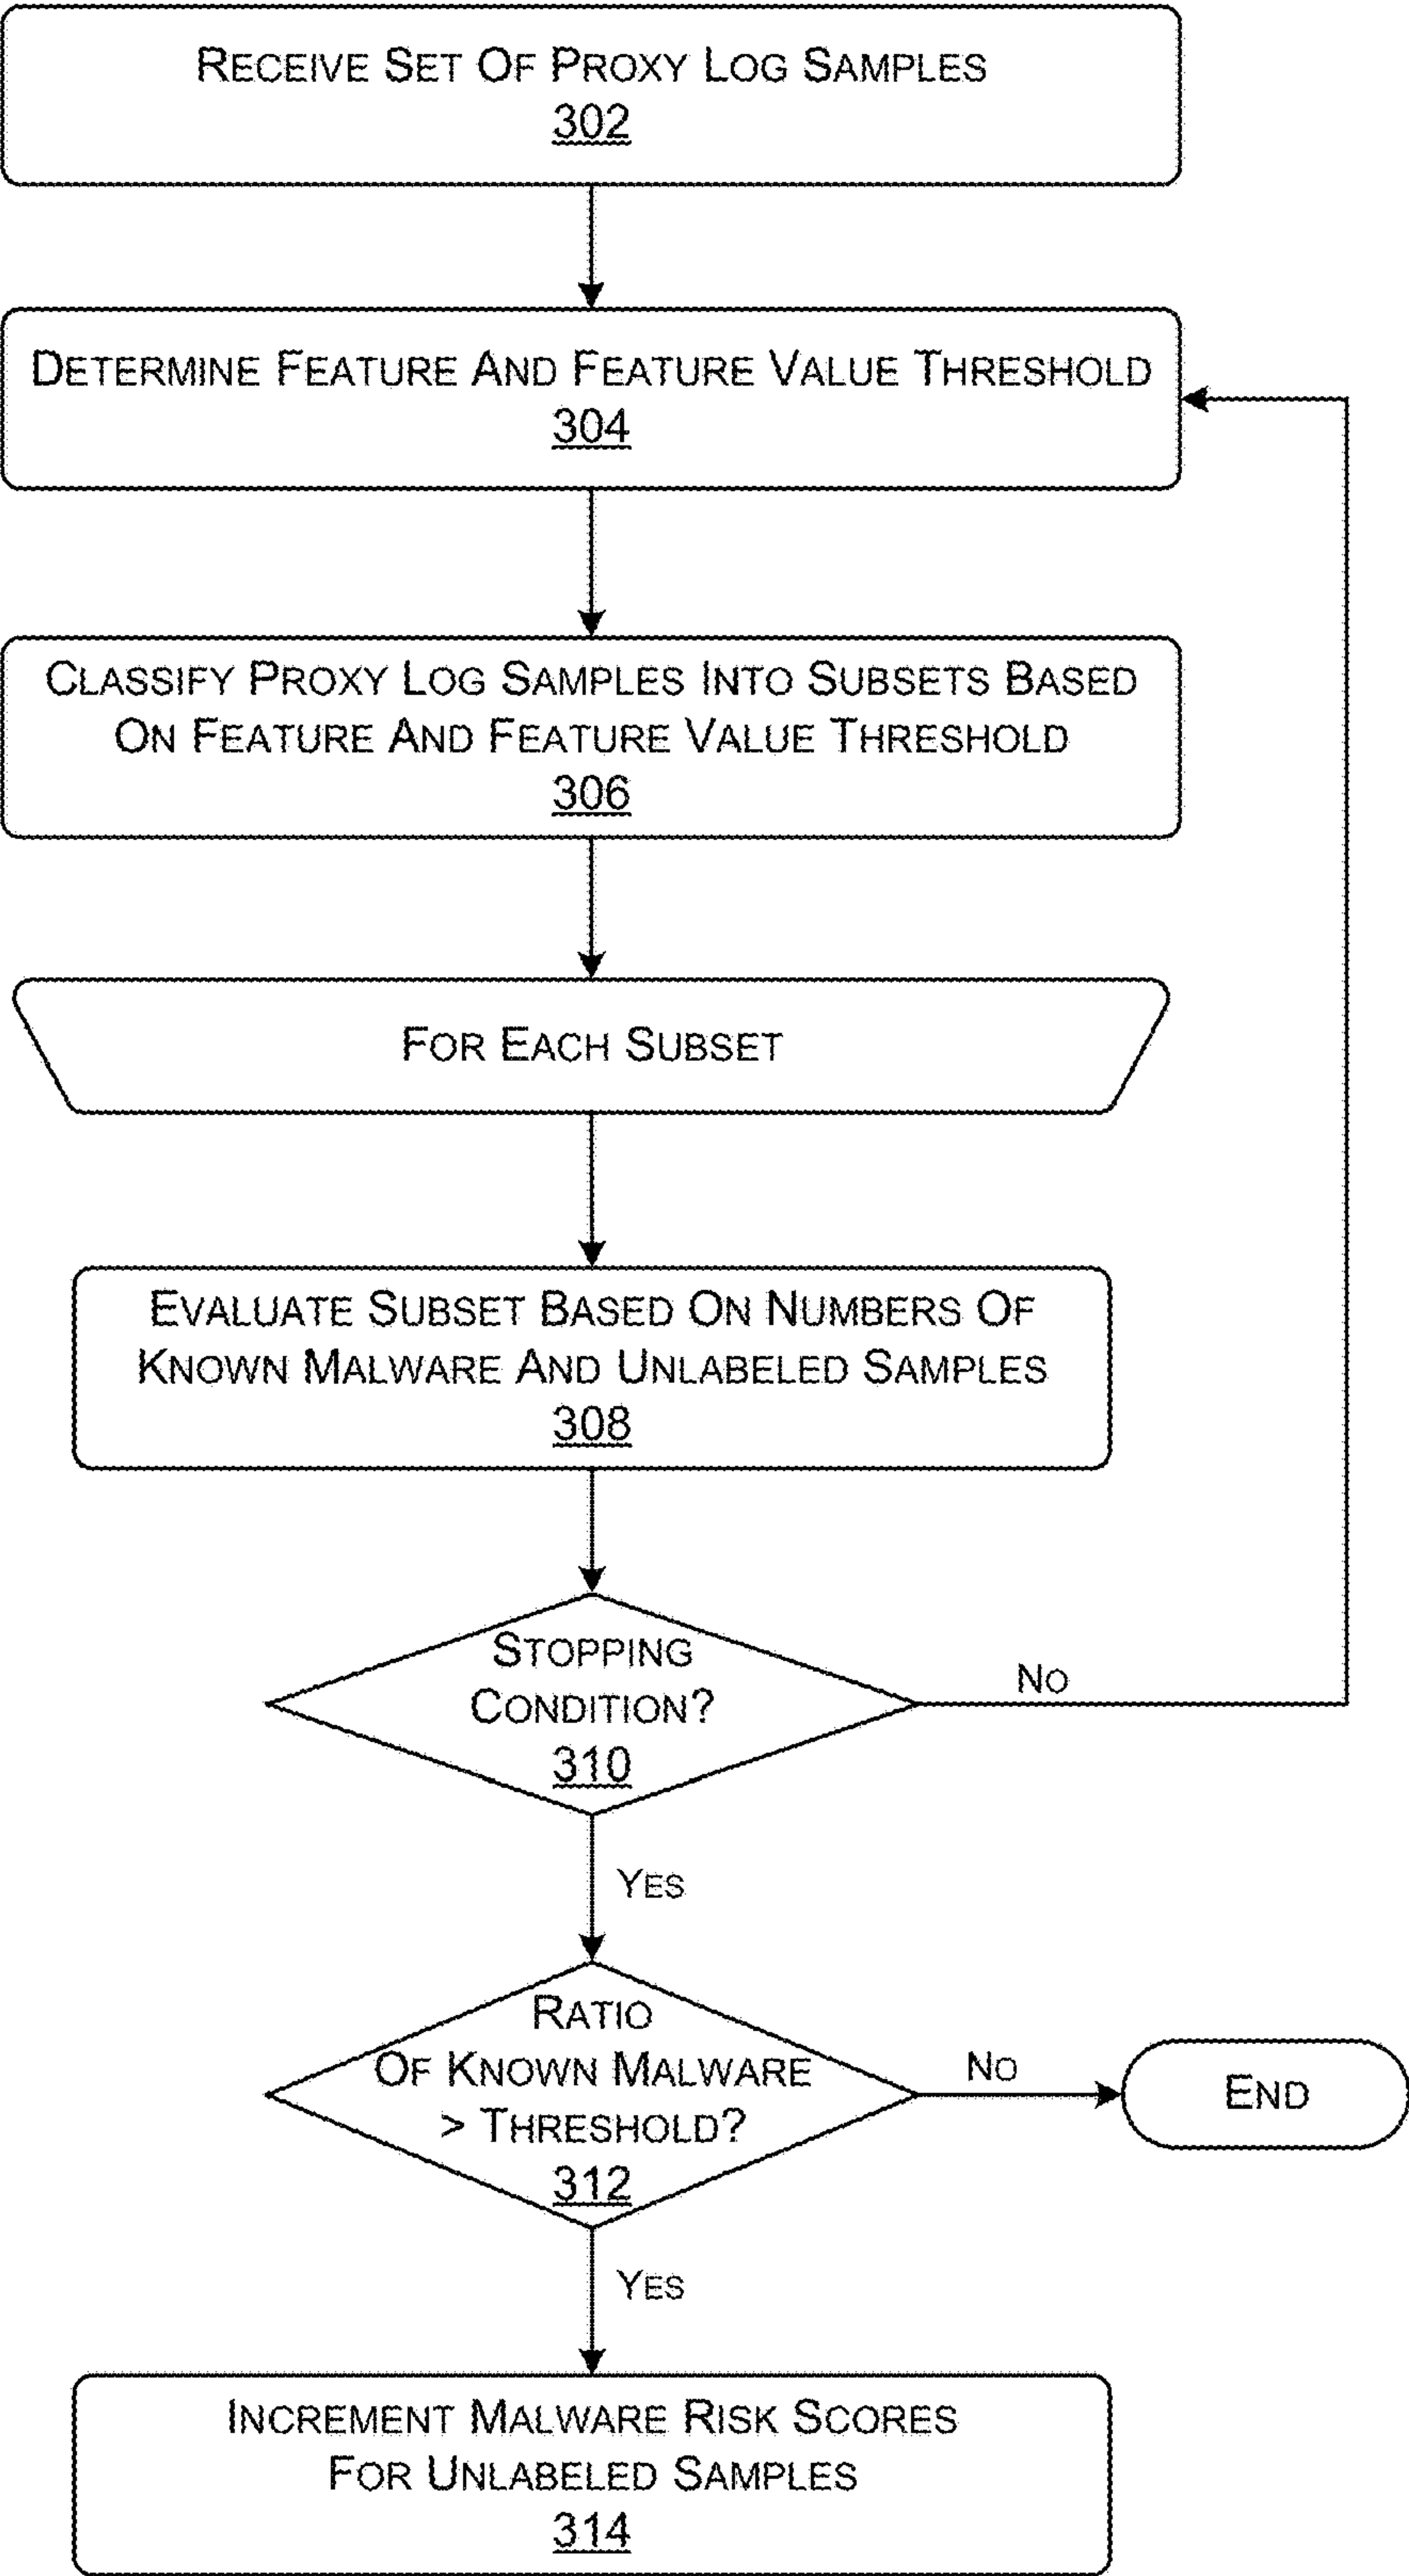 RECEIVE SET OF PROXY LOG SAMPLES
302
DETERMINE FEATURE AND FEATURE VALUE THRESHOLD
304
CLASSIFY PROXY LOG SAMPLES INTO SUBSETS BASED
ON FEATURE AND FEATURE VALUE THRESHOLD
306
FOR EACH SUBSET
EVALUATE SUBSET BASED ON NUMBERS OF
KNOWN MALWARE AND UNLABELED SAMPLES
308
STOPPING
CONDITION?
310
NO
YES
RATIO
OF KNOWN MALWARE
> THRESHOLD?
312
NO
END
YES
INCREMENT MALWARE RISK SCORES
FOR UNLABELED SAMPLES
314